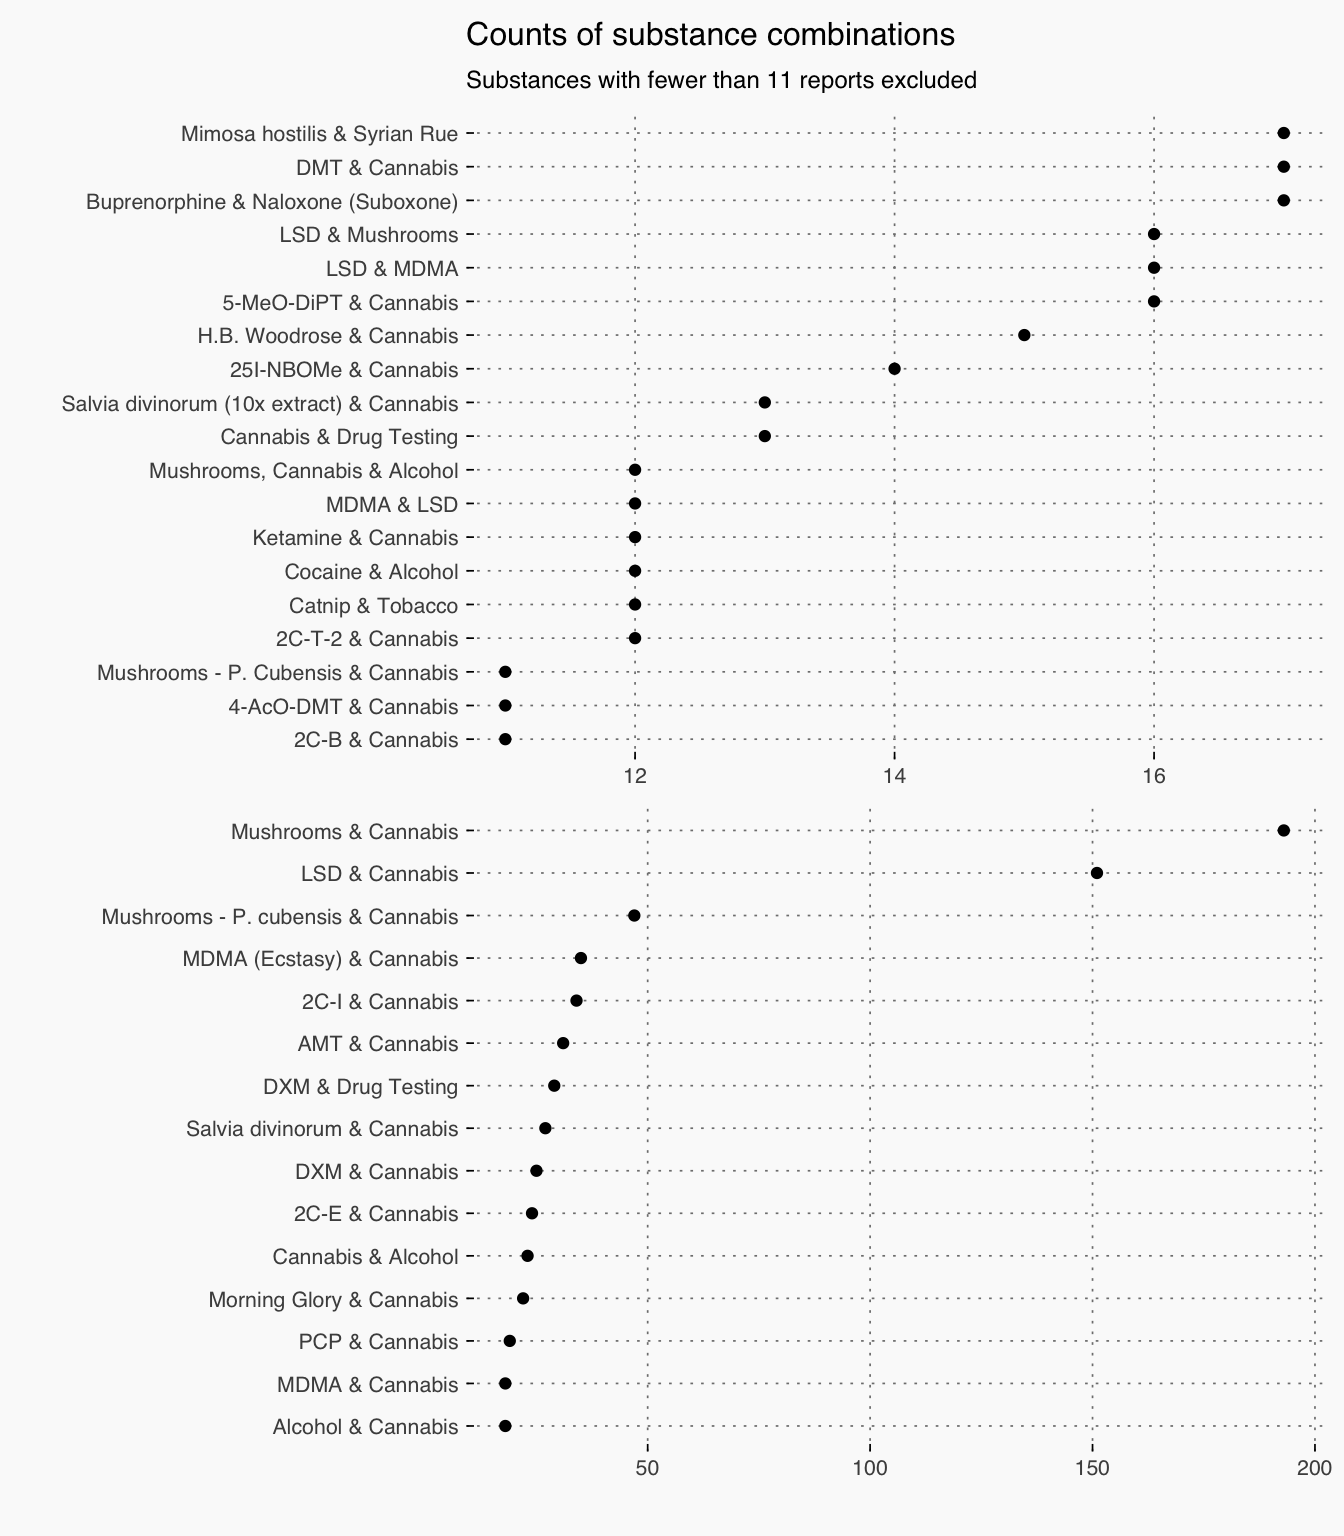 Counts of substance combinations
Substances with fewer than 11 reports excluded
Mimosa hostilis & Syrian Rue
DMT & Cannabis
Buprenorphine & Naloxone (Suboxone)
LSD & Mushrooms
LSD & MDMA
5-MeO-DiPT & Cannabis
H.B. Woodrose & Cannabis
25I-NBOMe & Cannabis
Salvia divinorum (10x extract) & Cannabis
Cannabis & Drug Testing
Mushrooms, Cannabis & Alcohol
MDMA & LSD
Ketamine & Cannabis
Cocaine & Alcohol
Catnip & Tobacco
2C-T-2 & Cannabis
Mushrooms - P. Cubensis & Cannabis
4-AcO-DMT & Cannabis
2C-B & Cannabis
12 14 16
Mushrooms & Cannabis
LSD & Cannabis
Mushrooms - P. cubensis & Cannabis
MDMA (Ecstasy) & Cannabis
2C-I & Cannabis
AMT & Cannabis
DXM & Drug Testing
Salvia divinorum & Cannabis
DXM & Cannabis
2C-E & Cannabis
Cannabis & Alcohol
Morning Glory & Cannabis
PCP & Cannabis
MDMA & Cannabis
Alcohol & Cannabis
50 100 150 200